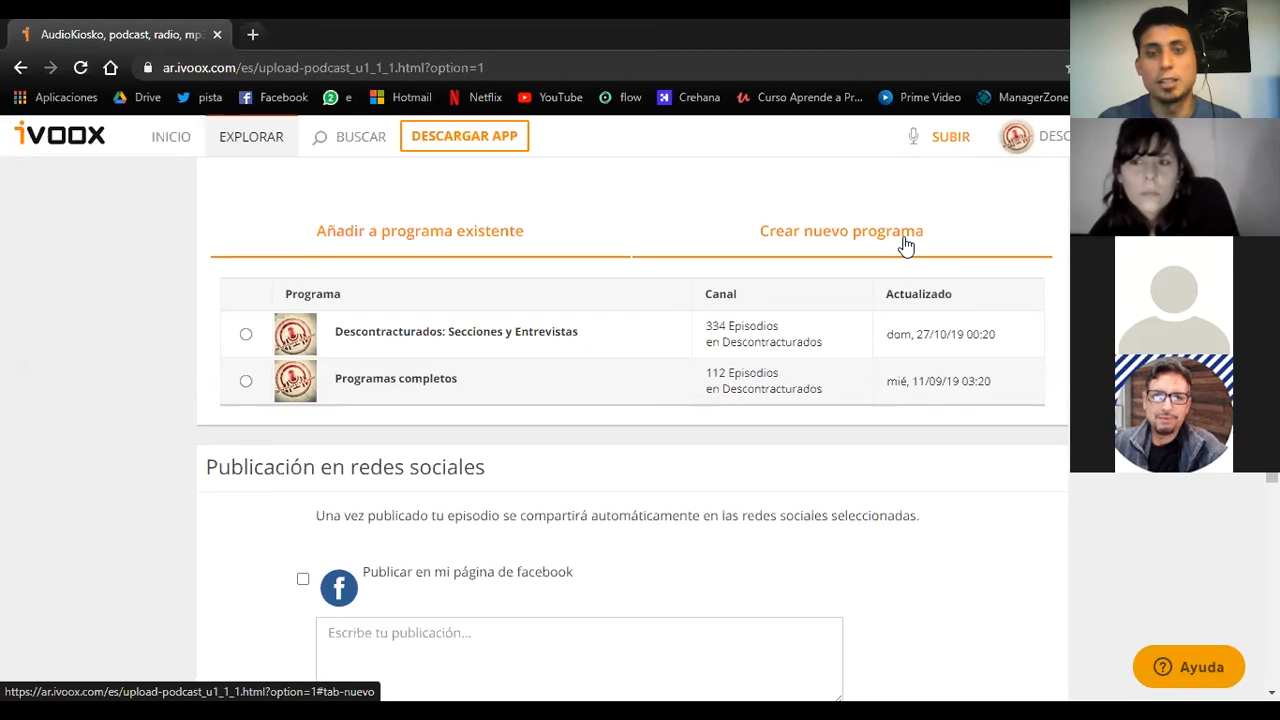 AudioKiosko, podcast, radio, mp
ar.ivoox.com/es/upload-podcast_u1_1_1.html?option=1
Aplicaciones Drive pista Facebook 2 e Hotmail Netflix YouTube flow Crehana Curso Aprende a Pr... Prime Video ManagerZone
iVOOX INICIO EXPLORAR BUSCAR DESCARGAR APP SUBIR DESC
Añadir a programa existente Crear nuevo programa
Programa Canal Actualizado
Descontracturados: Secciones y Entrevistas 334 Episodios en Descontracturados dom, 27/10/19 00:20
Programas completos 112 Episodios en Descontracturados mié, 11/09/19 03:20
Publicación en redes sociales
Una vez publicado tu episodio se compartirá automáticamente en las redes sociales seleccionadas.
Publicar en mi página de facebook
Escribe tu publicación...
Ayuda
https://ar.ivoox.com/es/upload-podcast_u1_1_1.html?option=1#tab-nuevo